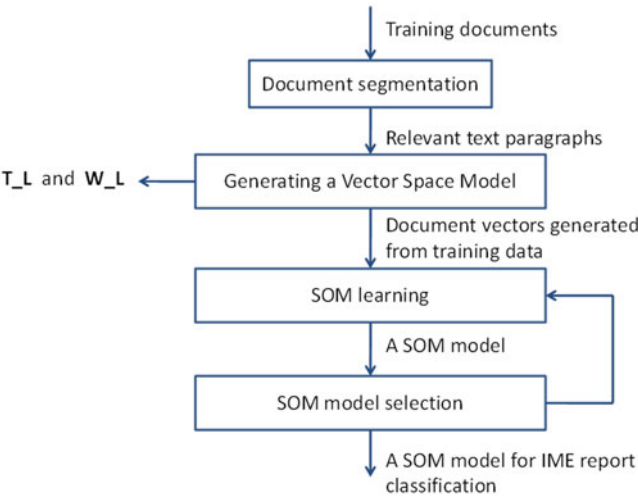 Training documents
Document segmentation
Relevant text paragraphs
T_L and W_L
Generating a Vector Space Model
Document vectors generated
from training data
SOM learning
A SOM model
SOM model selection
A SOM model for IME report
classification